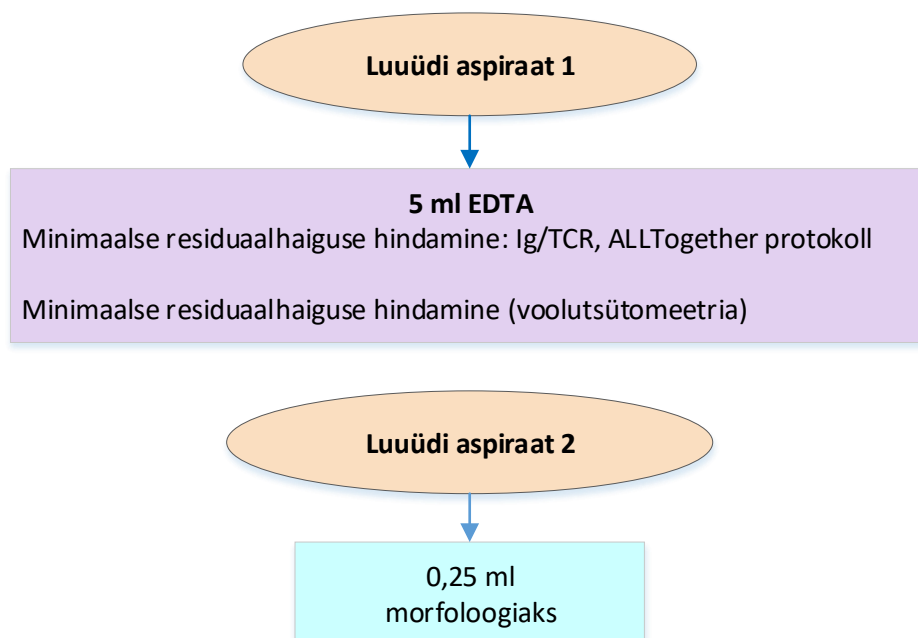 Luuüdi aspiraat 1
5 ml EDTA
Minimaalse residuaalhaiguse hindamine: Ig/TCR, ALLTogether protokoll
Minimaalse residuaalhaiguse hindamine (voolutsütomeetria)
Luuüdi aspiraat 2
0,25 ml
morfoloogiaks